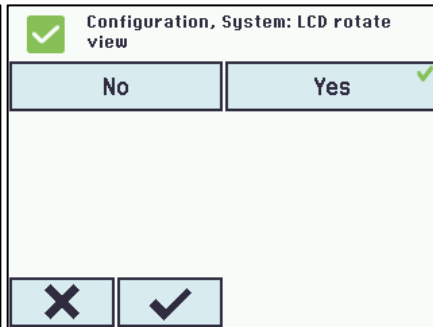 Configuration, System: LCD rotate
view
No
Yes